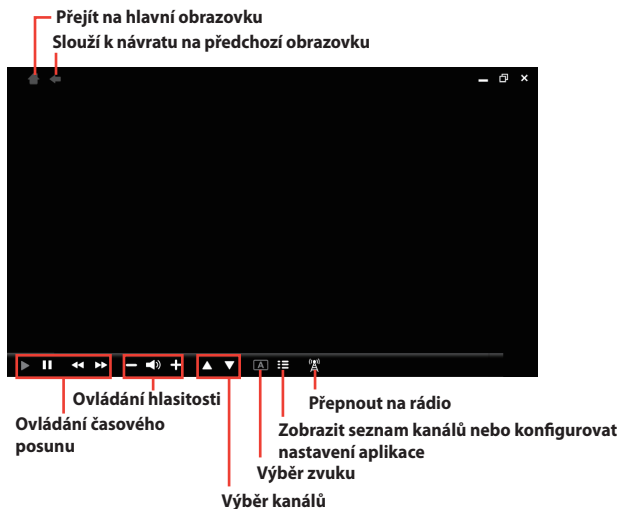 Přejít na hlavní obrazovku
Slouží k návratu na předchozí obrazovku
A
Ovládání hlasitosti
Ovládání časového
posunu
Přepnout na rádio
Zobrazit seznam kanálů nebo konfigurovat
nastavení aplikace
Výběr zvuku
Výběr kanálů